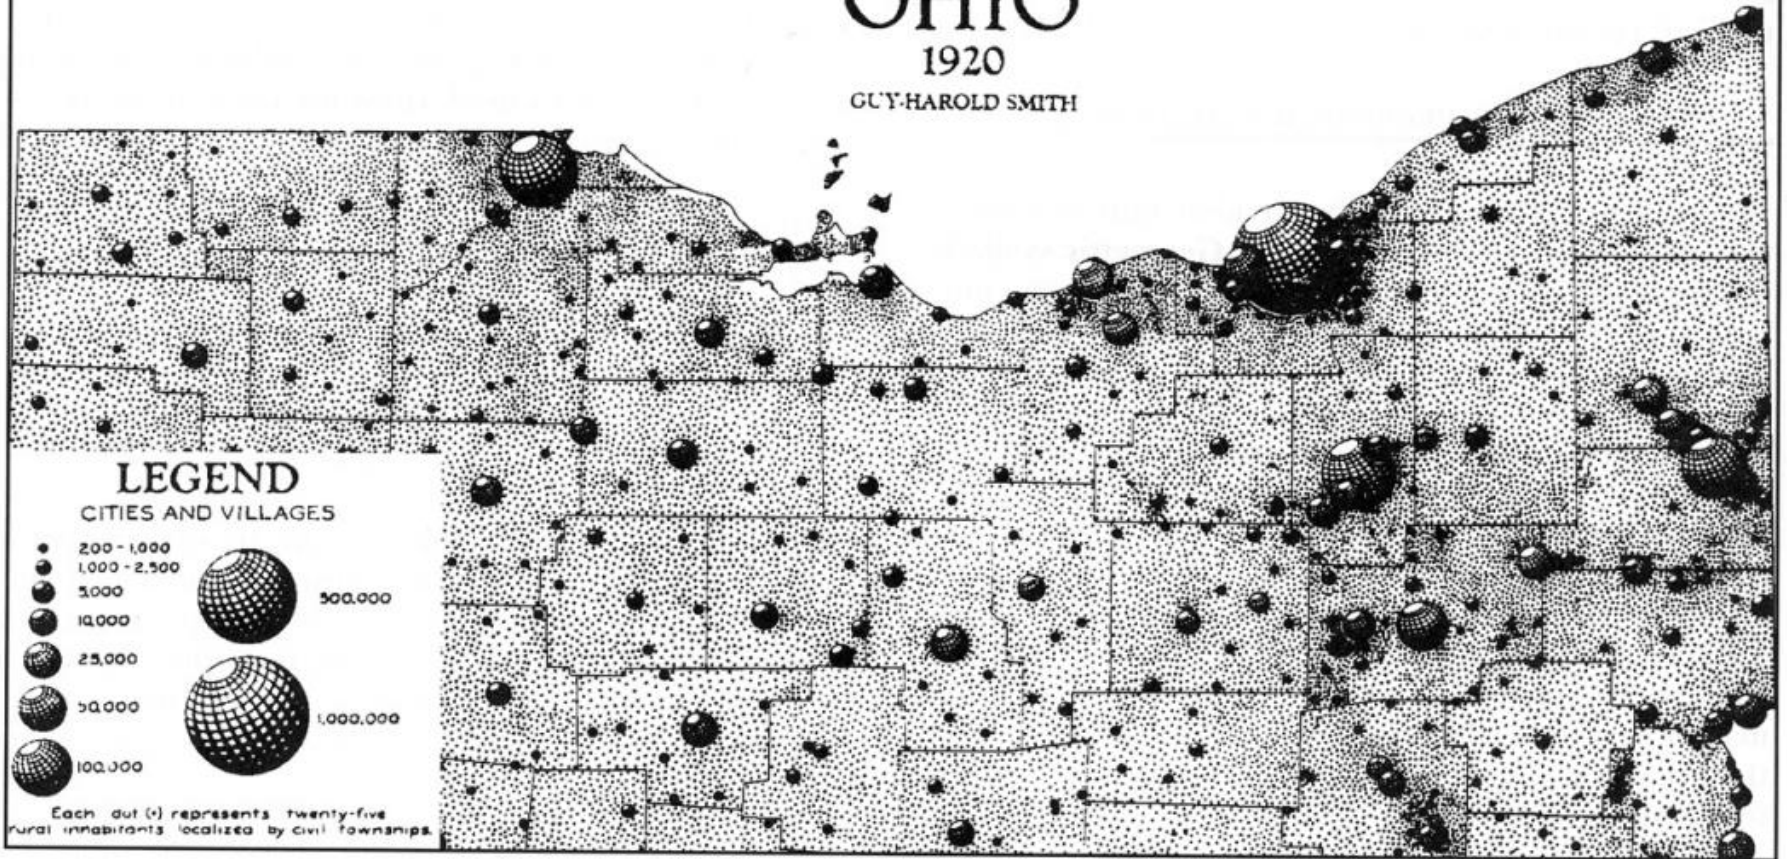 OHIO
1920
GUY-HAROLD SMITH
LEGEND
CITIES AND VILLAGES
200 - 1,000
1,000 - 2,500
5,000
10,000
25,000
50,000
100,000
500,000
1,000,000
Each dot (•) represents twenty-five
rural inhabitants localized by civil townships.